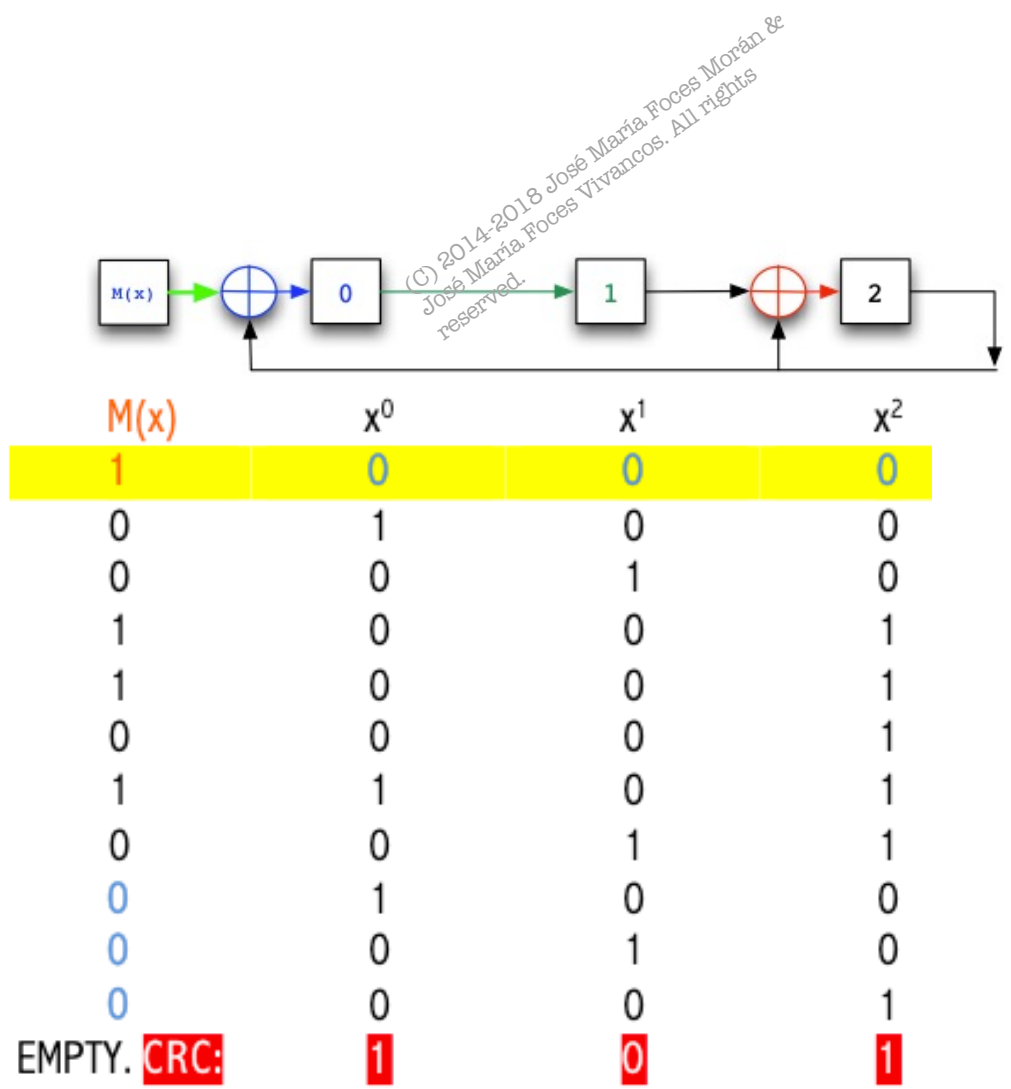 (C) 2014-2018 José María Foces Morán &
José María Foces Vivancos. All rights
reserved.
M(x) 0 1 2
M(x) x⁰ x¹ x²
1 0 0 0
0 1 0 0
0 0 1 0
1 0 0 1
1 0 0 1
0 0 0 1
1 1 0 1
0 0 1 1
0 1 0 0
0 0 1 0
0 0 0 1
EMPTY. CRC: 1 0 1